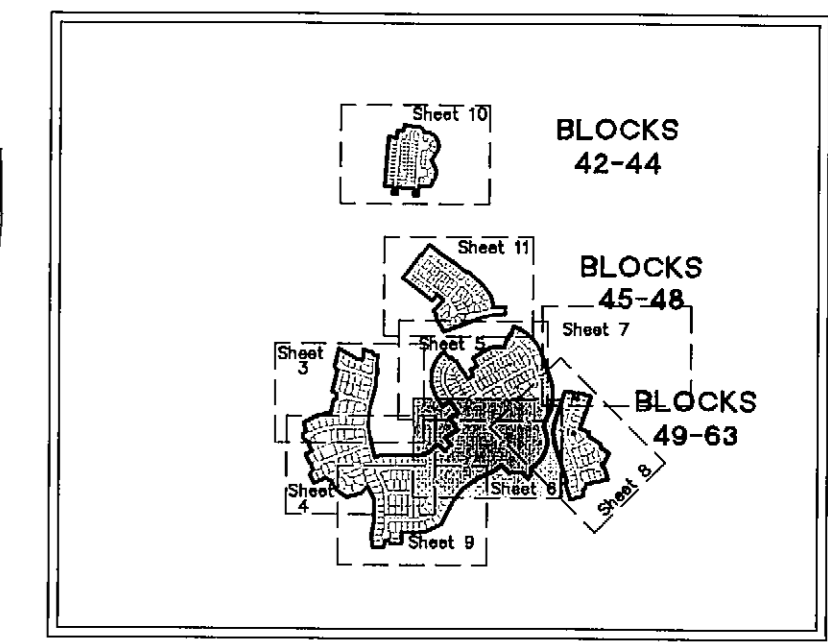 Sheet 10
BLOCKS
42-44
Sheet 11
BLOCKS
45-48
Sheet 7
Sheet 5
Sheet
3
BLOCKS
49-63
Sheet
4
Sheet 6
Sheet 8
Sheet 9